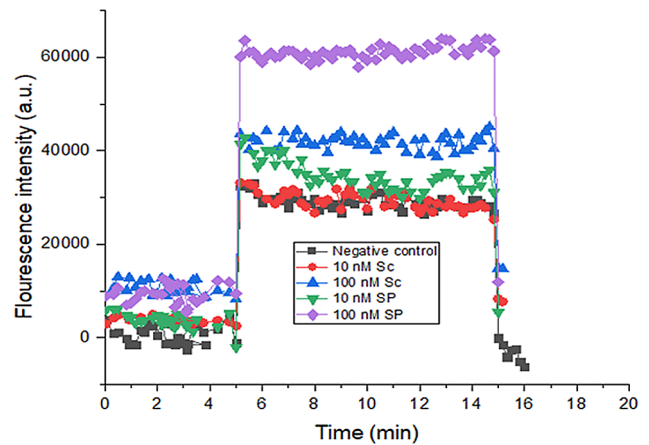 Flourescence intensity (a.u.)
60000
40000
20000
0
Negative control
10 nM Sc
100 nM Sc
10 nM SP
100 nM SP
0 2 4 6 8 10 12 14 16 18 20
Time (min)